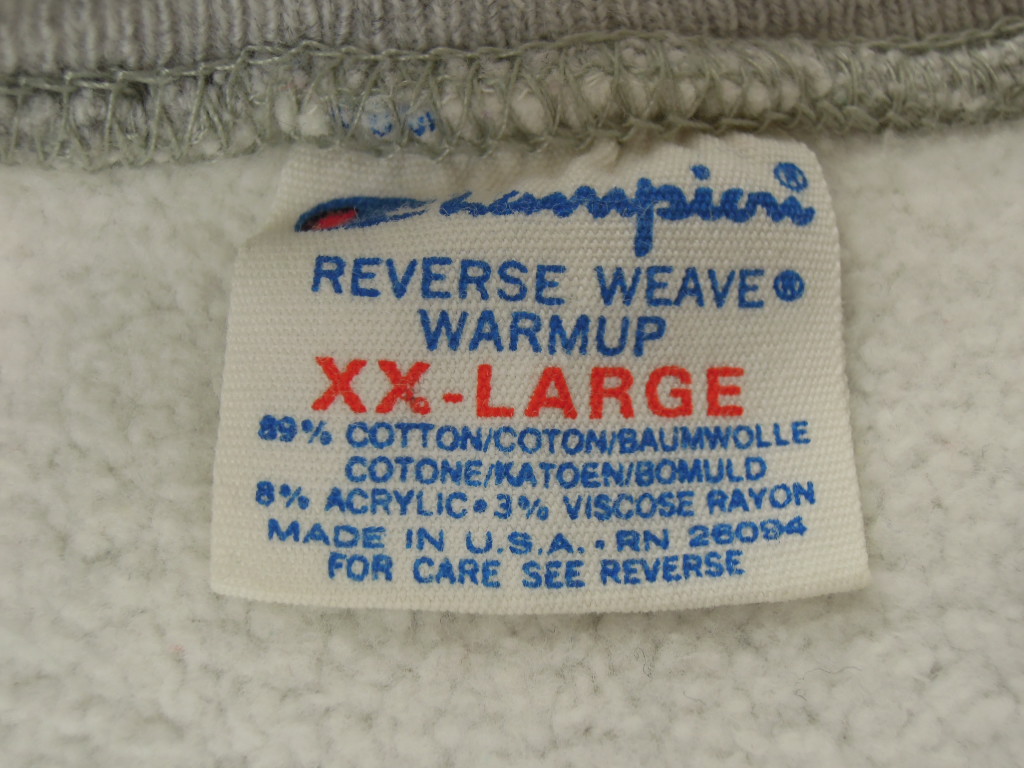 Champion®
REVERSE WEAVE®
WARMUP
XX-LARGE
89% COTTON/COTON/BAUMWOLLE
COTONE/KATOEN/BOMULD
8% ACRYLIC • 3% VISCOSE RAYON
MADE IN U.S.A. • RN 26094
FOR CARE SEE REVERSE